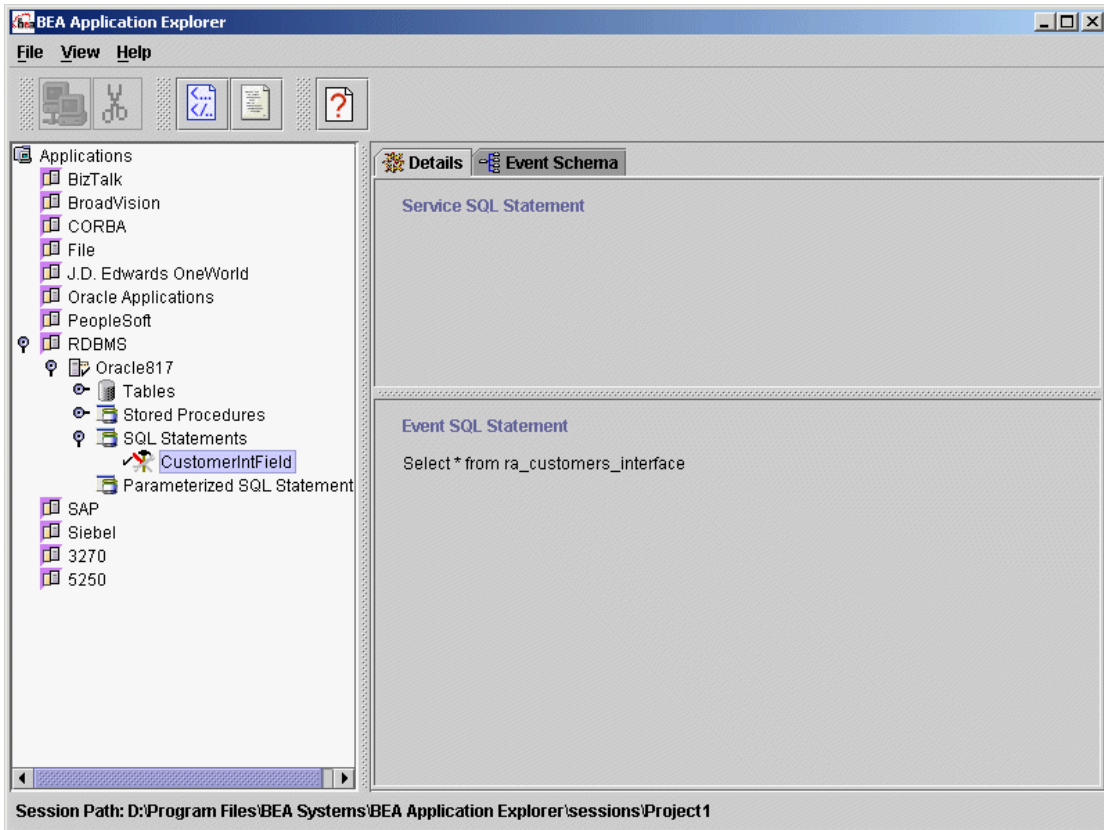 BEA Application Explorer
File View Help
Applications
BizTalk
BroadVision
CORBA
File
J.D. Edwards OneWorld
Oracle Applications
PeopleSoft
RDBMS
Oracle817
Tables
Stored Procedures
SQL Statements
CustomerIntField
Parameterized SQL Statement
SAP
Siebel
3270
5250
Details
Event Schema
Service SQL Statement
Event SQL Statement
Select * from ra_customers_interface
Session Path: D:\Program Files\BEA Systems\BEA Application Explorer\sessions\Project1